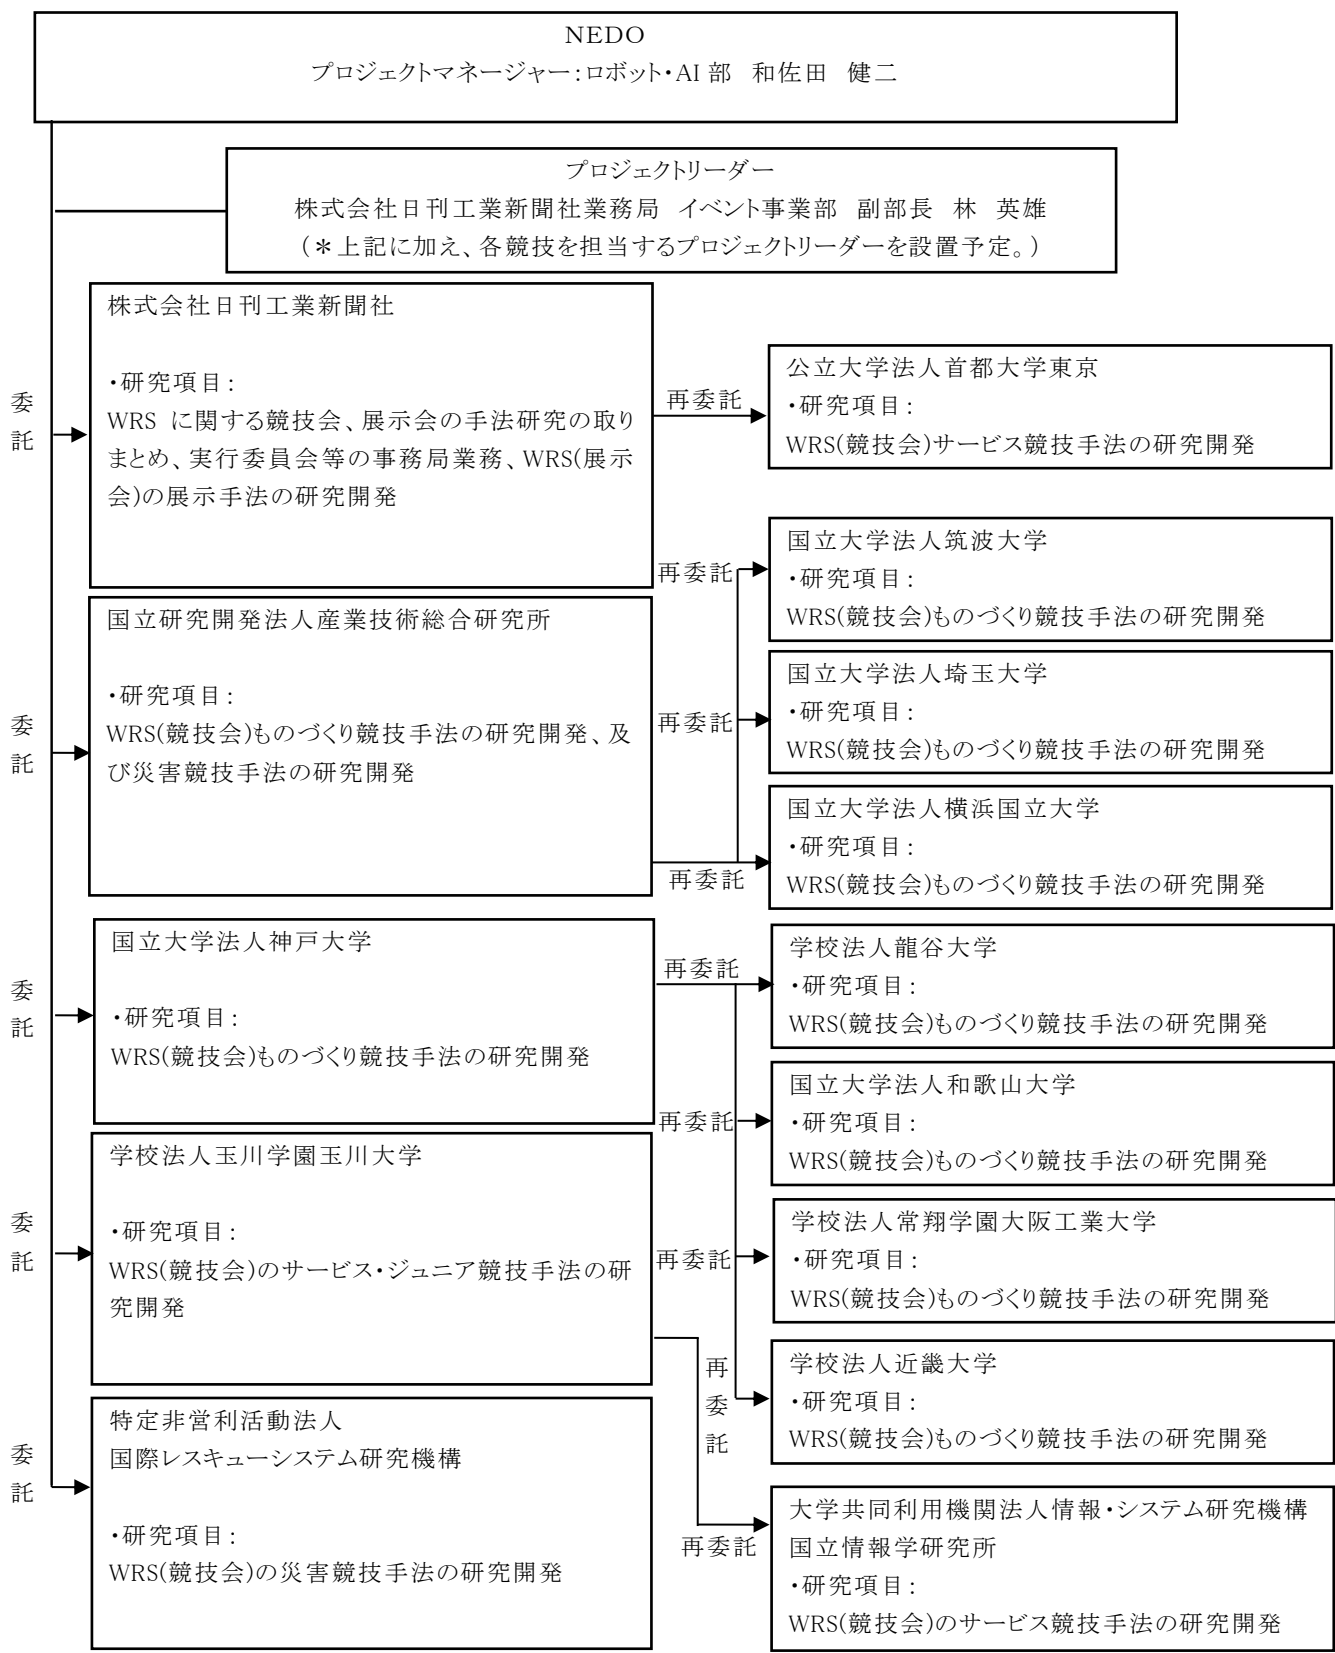 NEDO
プロジェクトマネージャー：ロボット・AI部　和佐田　健二
プロジェクトリーダー
株式会社日刊工業新聞社業務局　イベント事業部　副部長　林　英雄
（＊上記に加え、各競技を担当するプロジェクトリーダーを設置予定。）
委託
株式会社日刊工業新聞社
・研究項目：
WRS に関する競技会、展示会の手法研究の取り
まとめ、実行委員会等の事務局業務、WRS(展示
会)の展示手法の研究開発
再委託
公立大学法人首都大学東京
・研究項目：
WRS(競技会)サービス競技手法の研究開発
委託
国立研究開発法人産業技術総合研究所
・研究項目：
WRS(競技会)ものづくり競技手法の研究開発、及
び災害競技手法の研究開発
再委託
国立大学法人筑波大学
・研究項目：
WRS(競技会)ものづくり競技手法の研究開発
再委託
国立大学法人埼玉大学
・研究項目：
WRS(競技会)ものづくり競技手法の研究開発
再委託
国立大学法人横浜国立大学
・研究項目：
WRS(競技会)ものづくり競技手法の研究開発
委託
国立大学法人神戸大学
・研究項目：
WRS(競技会)ものづくり競技手法の研究開発
再委託
学校法人龍谷大学
・研究項目：
WRS(競技会)ものづくり競技手法の研究開発
再委託
国立大学法人和歌山大学
・研究項目：
WRS(競技会)ものづくり競技手法の研究開発
再委託
学校法人常翔学園大阪工業大学
・研究項目：
WRS(競技会)ものづくり競技手法の研究開発
再委託
学校法人近畿大学
・研究項目：
WRS(競技会)ものづくり競技手法の研究開発
委託
学校法人玉川学園玉川大学
・研究項目：
WRS(競技会)のサービス・ジュニア競技手法の研
究開発
再委託
大学共同利用機関法人情報・システム研究機構
国立情報学研究所
・研究項目：
WRS(競技会)のサービス競技手法の研究開発
委託
特定非営利活動法人
国際レスキューシステム研究機構
・研究項目：
WRS(競技会)の災害競技手法の研究開発